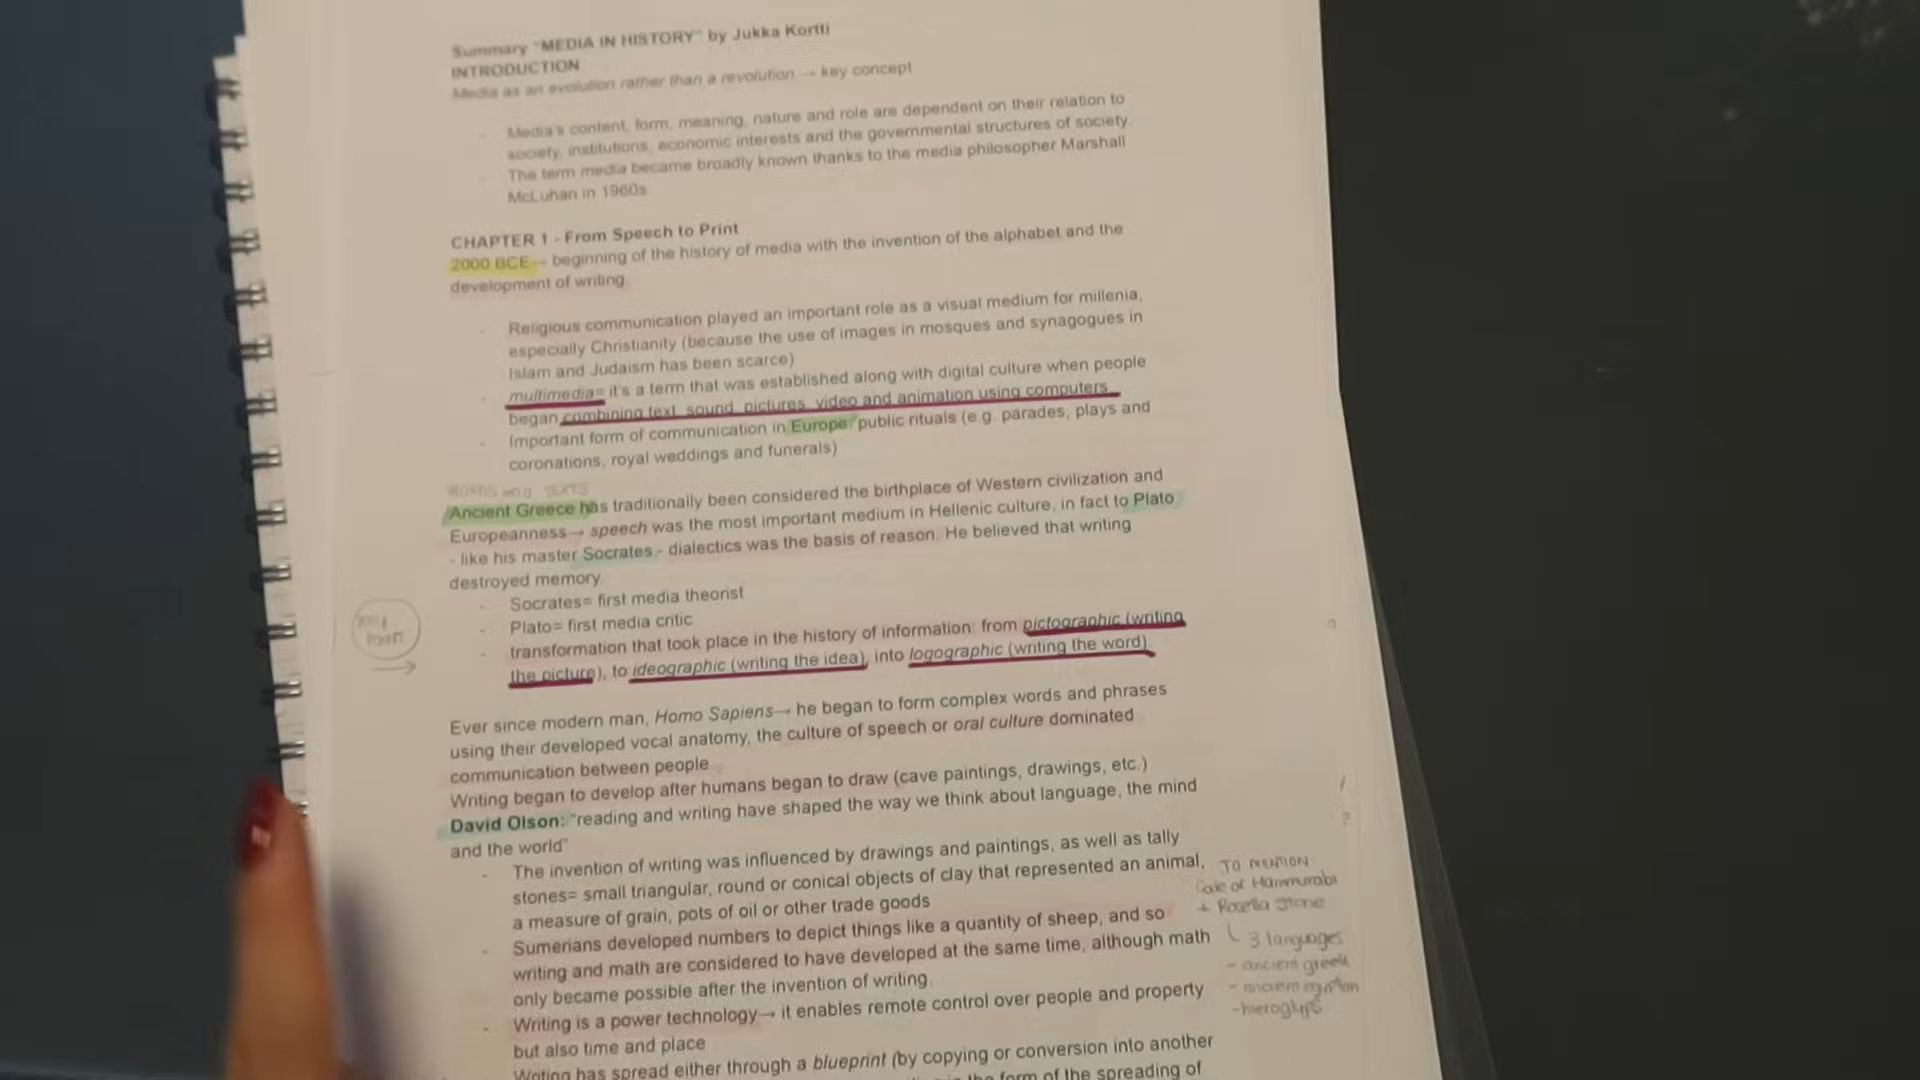 Summary "MEDIA IN HISTORY" by Jukka Kortti
INTRODUCTION
Media as an evolution rather than a revolution → key concept
- Media's content, form, meaning, nature and role are dependent on their relation to
society, institutions, economic interests and the governmental structures of society.
- The term media became broadly known thanks to the media philosopher Marshall
McLuhan in 1960s
CHAPTER 1 - From Speech to Print
2000 BCE→ beginning of the history of media with the invention of the alphabet and the
development of writing.
- Religious communication played an important role as a visual medium for millenia,
especially Christianity (because the use of images in mosques and synagogues in
Islam and Judaism has been scarce)
- multimedia= it's a term that was established along with digital culture when people
began combining text, sound, pictures, video and animation using computers
- Important form of communication in Europe: public rituals (e.g. parades, plays and
coronations, royal weddings and funerals)
WORDS and TEXTS
Ancient Greece has traditionally been considered the birthplace of Western civilization and
Europeanness→ speech was the most important medium in Hellenic culture, in fact to Plato
- like his master Socrates - dialectics was the basis of reason. He believed that writing
destroyed memory.
- Socrates= first media theorist
- Plato= first media critic
KEY
POINT
→
- transformation that took place in the history of information: from pictographic (writing
the picture), to ideographic (writing the idea), into logographic (writing the word).
Ever since modern man, Homo Sapiens→ he began to form complex words and phrases
using their developed vocal anatomy, the culture of speech or oral culture dominated
communication between people.
Writing began to develop after humans began to draw (cave paintings, drawings, etc.)
David Olson: "reading and writing have shaped the way we think about language, the mind
and the world"
- The invention of writing was influenced by drawings and paintings, as well as tally
stones= small triangular, round or conical objects of clay that represented an animal,
a measure of grain, pots of oil or other trade goods
- Sumerians developed numbers to depict things like a quantity of sheep, and so
writing and math are considered to have developed at the same time, although math
only became possible after the invention of writing.
- Writing is a power technology→ it enables remote control over people and property
but also time and place
Writing has spread either through a blueprint (by copying or conversion into another
the form of the spreading of
TO MENTION:
Code of Hammurabi
+ Rosetta Stone
3 languages
- ancient greek
- ancient egyptian
- hieroglyps